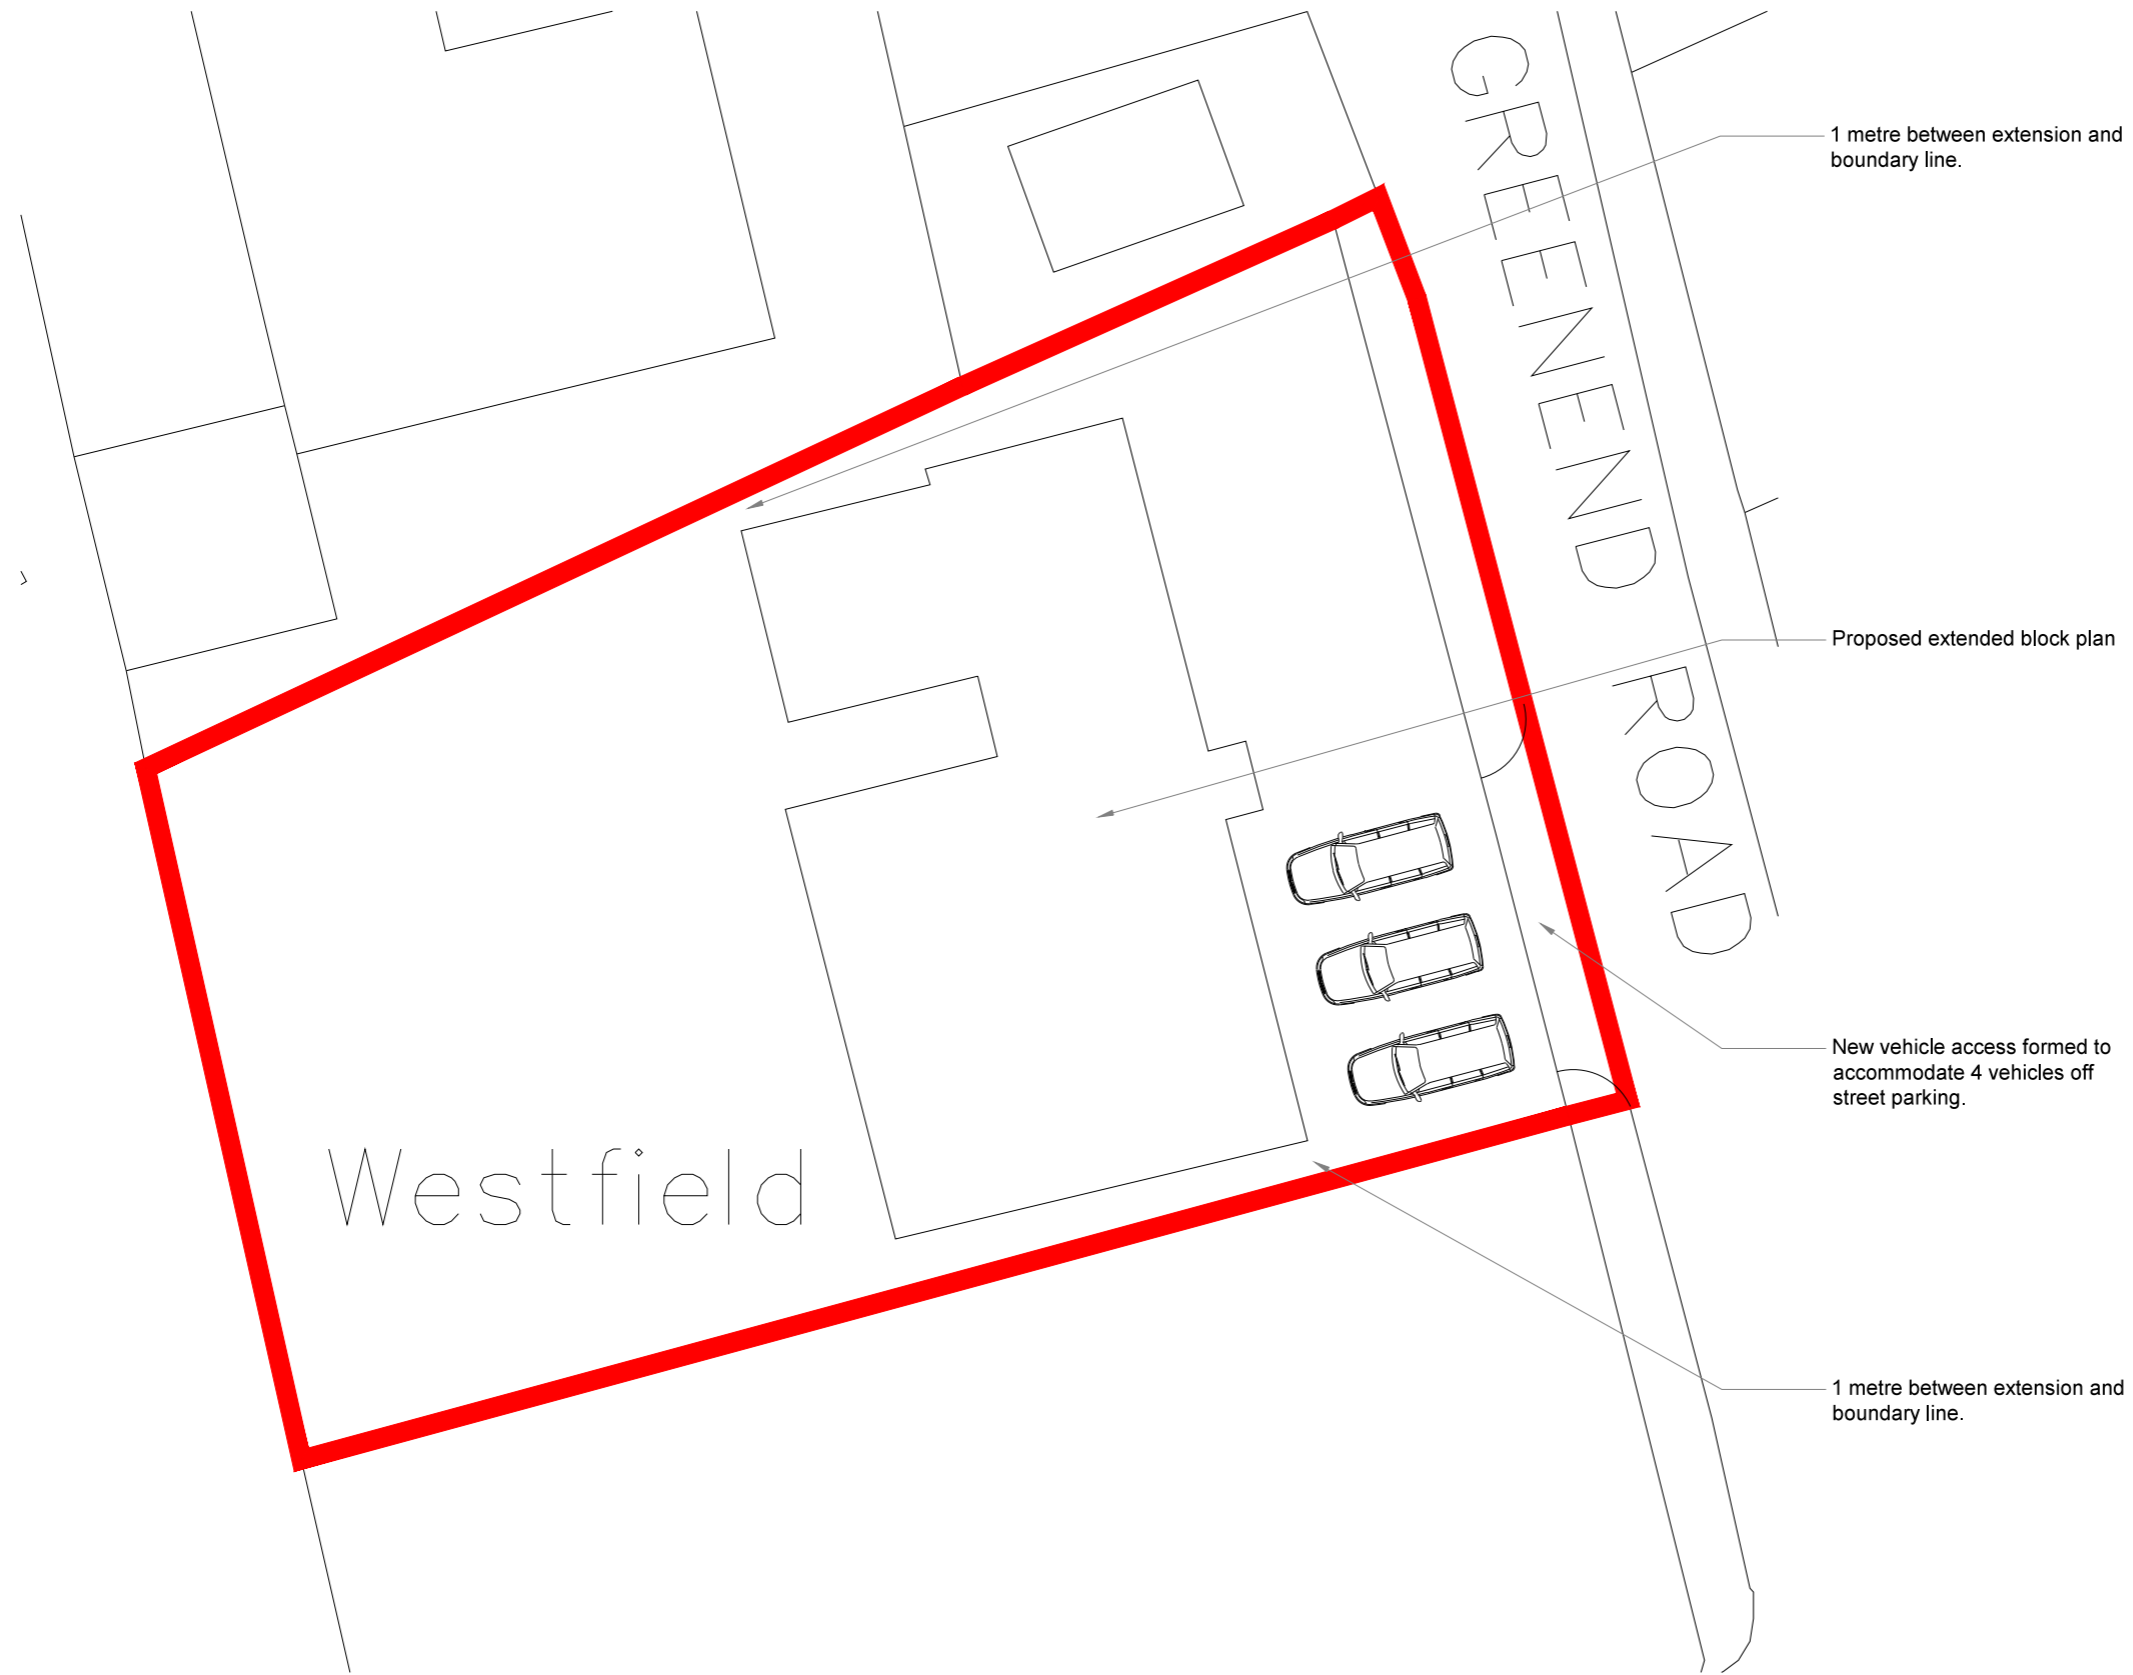 GREENEND ROAD
1 metre between extension and
boundary line.
Proposed extended block plan
New vehicle access formed to
accommodate 4 vehicles off
street parking.
Westfield
1 metre between extension and
boundary line.